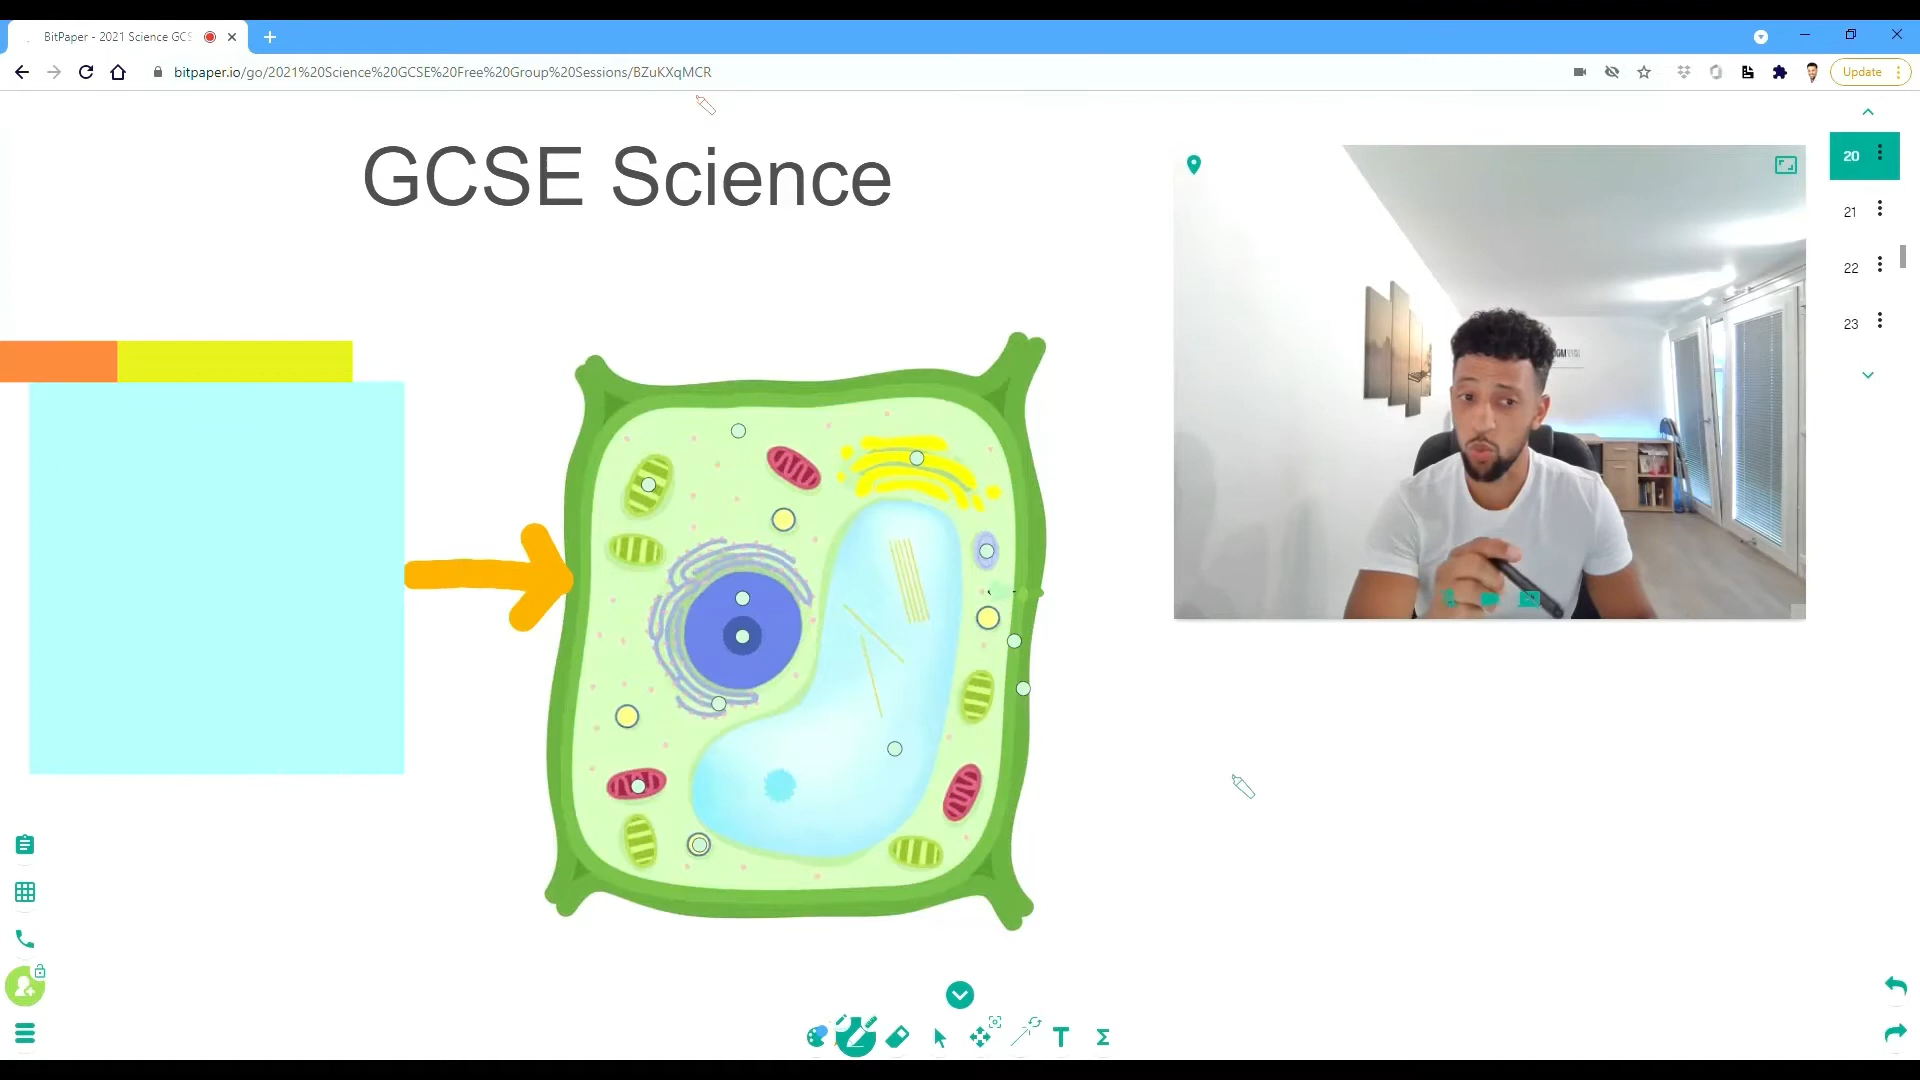 BitPaper - 2021 Science GCS
bitpaper.io/go/2021%20Science%20GCSE%20Free%20Group%20Sessions/BZuKXqMCR
Update
GCSE Science
20
21
22
23
T
Σ